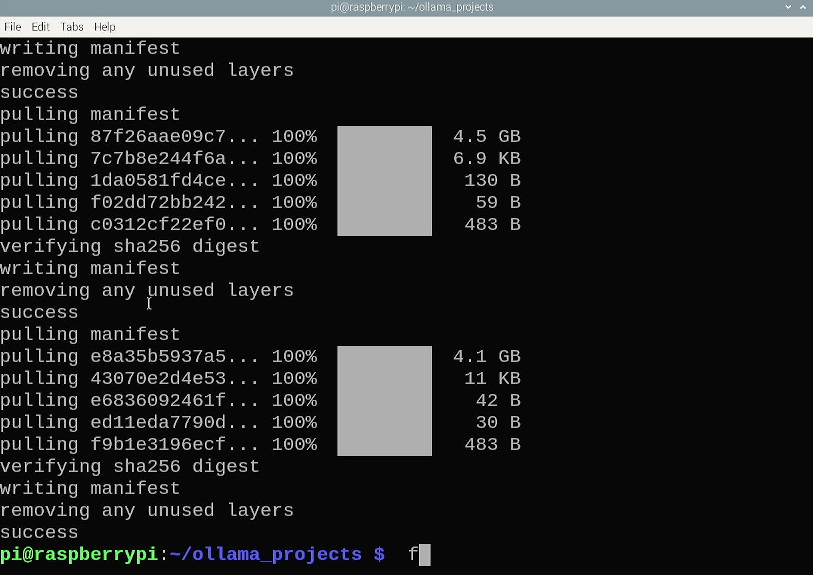 pi@raspberrypi: ~/ollama_projects
File Edit Tabs Help
writing manifest
removing any unused layers
success
pulling manifest
pulling 87f26aae09c7... 100% 4.5 GB
pulling 7c7b8e244f6a... 100% 6.9 KB
pulling 1da0581fd4ce... 100% 130 B
pulling f02dd72bb242... 100% 59 B
pulling c0312cf22ef0... 100% 483 B
verifying sha256 digest
writing manifest
removing any unused layers
success
pulling manifest
pulling e8a35b5937a5... 100% 4.1 GB
pulling 43070e2d4e53... 100% 11 KB
pulling e6836092461f... 100% 42 B
pulling ed11eda7790d... 100% 30 B
pulling f9b1e3196ecf... 100% 483 B
verifying sha256 digest
writing manifest
removing any unused layers
success
pi@raspberrypi:~/ollama_projects $ f